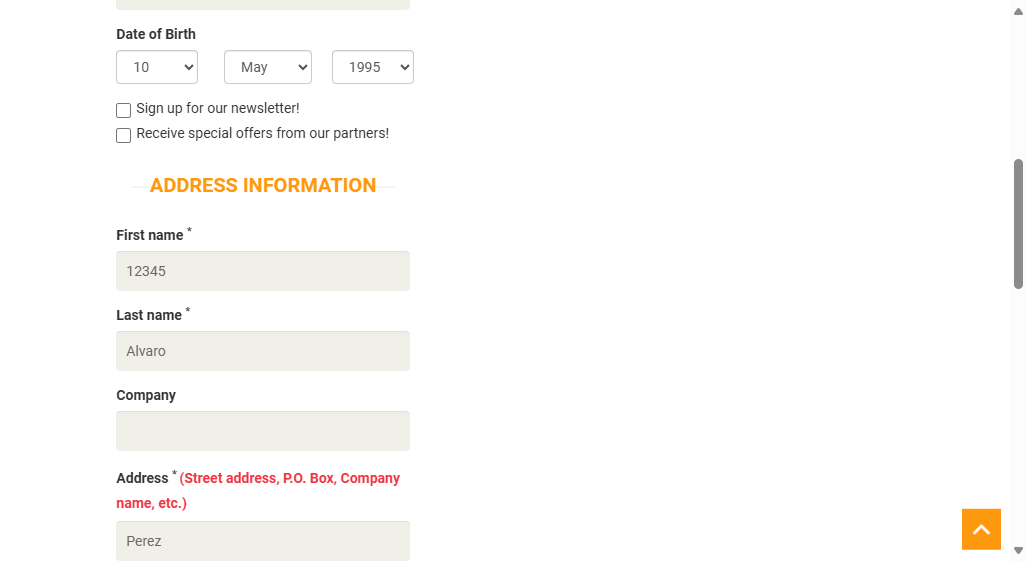 Date of Birth
10 May 1995
Sign up for our newsletter!
Receive special offers from our partners!
ADDRESS INFORMATION
First name *
12345
Last name *
Alvaro
Company
Address * (Street address, P.O. Box, Company
name, etc.)
Perez